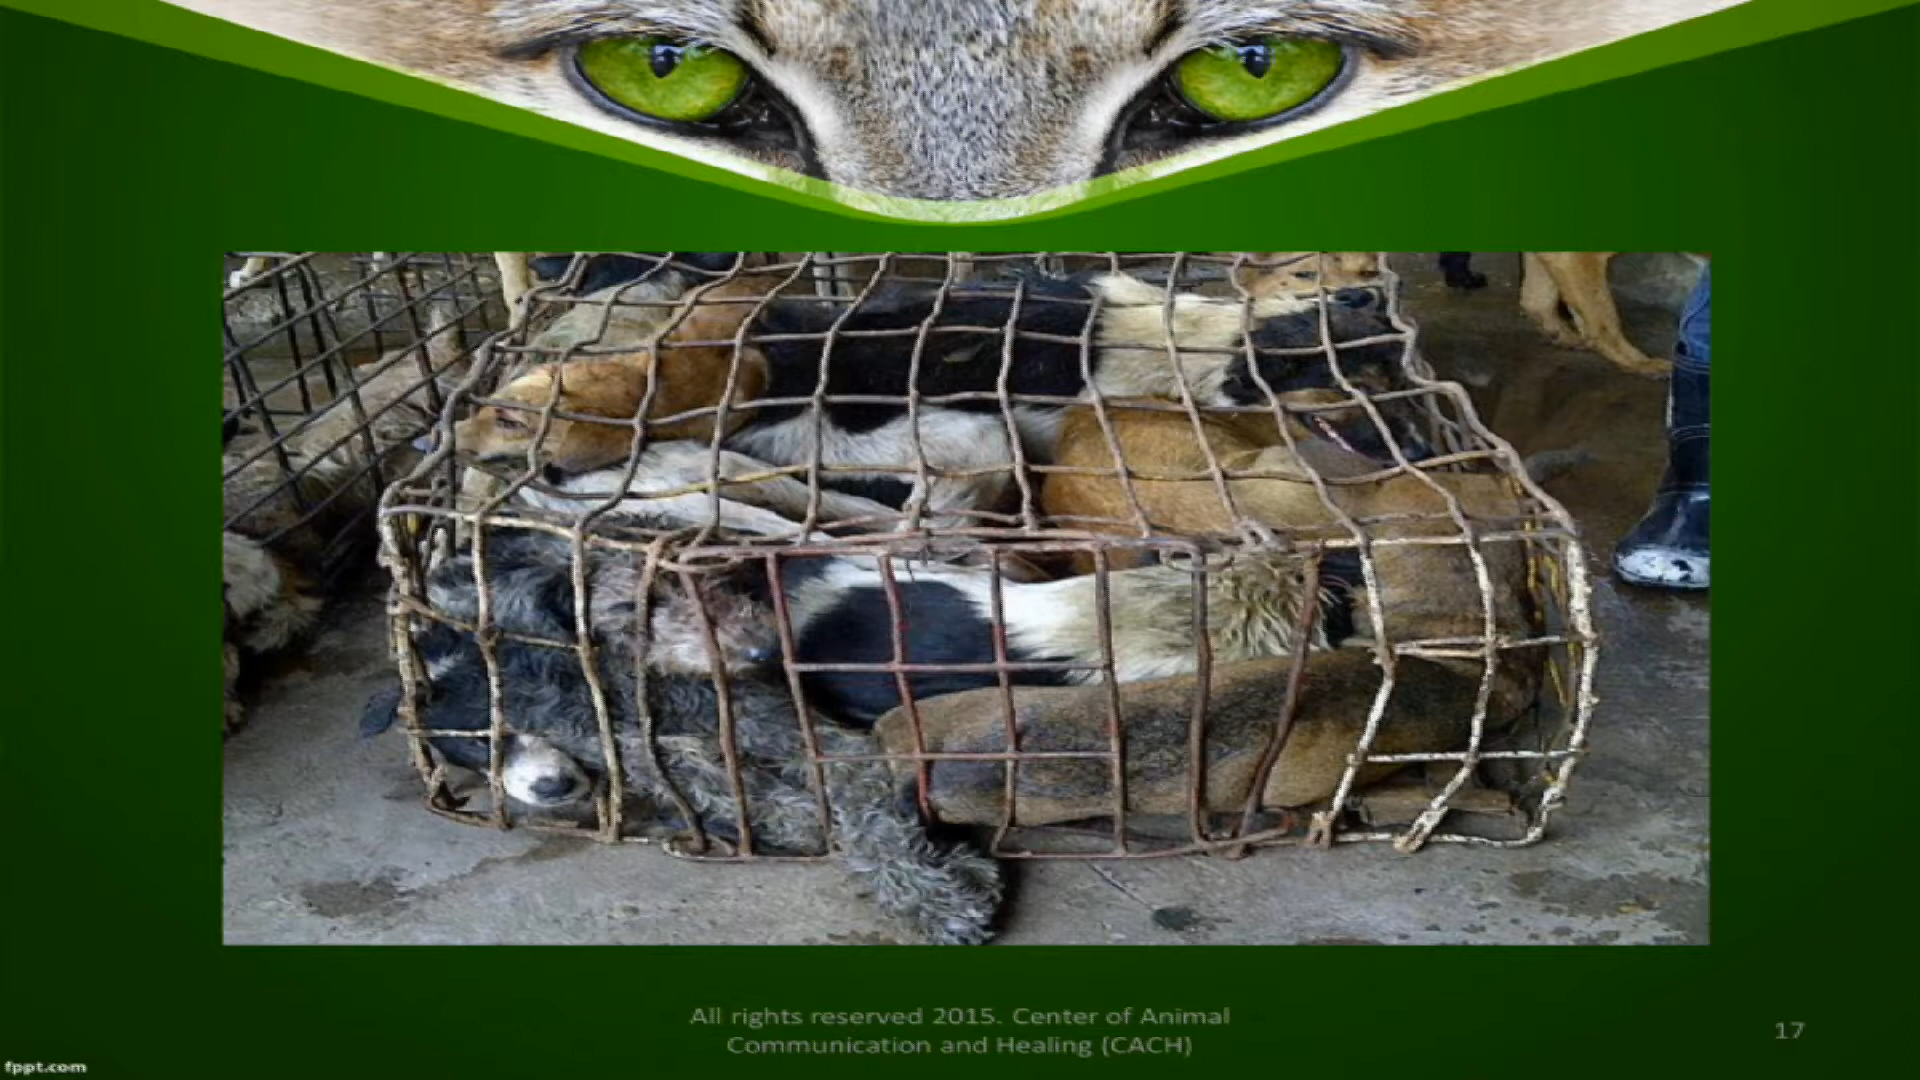 All rights reserved 2015. Center of Animal
Communication and Healing (CACH)
17
fppt.com